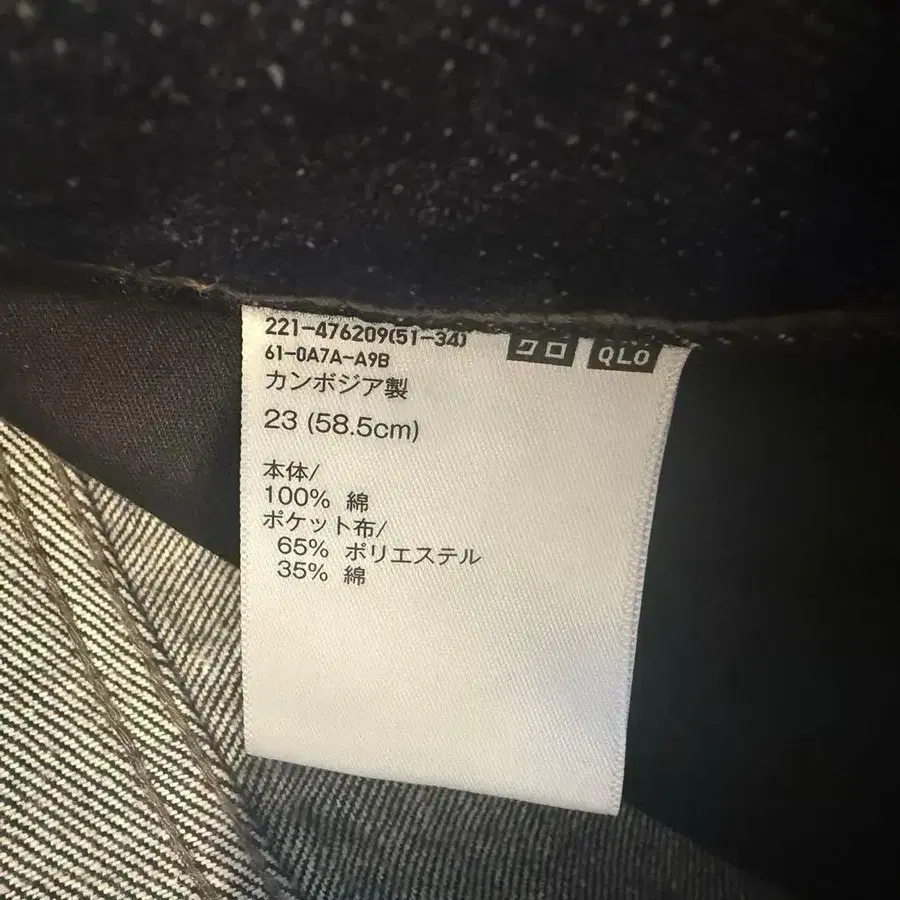 221-476209(51-34)
クロ QLO
61-0A7A-A9B
カンボジア製
23 (58.5cm)
本体/
100% 綿
ポケット布/
65% ポリエステル
35% 綿